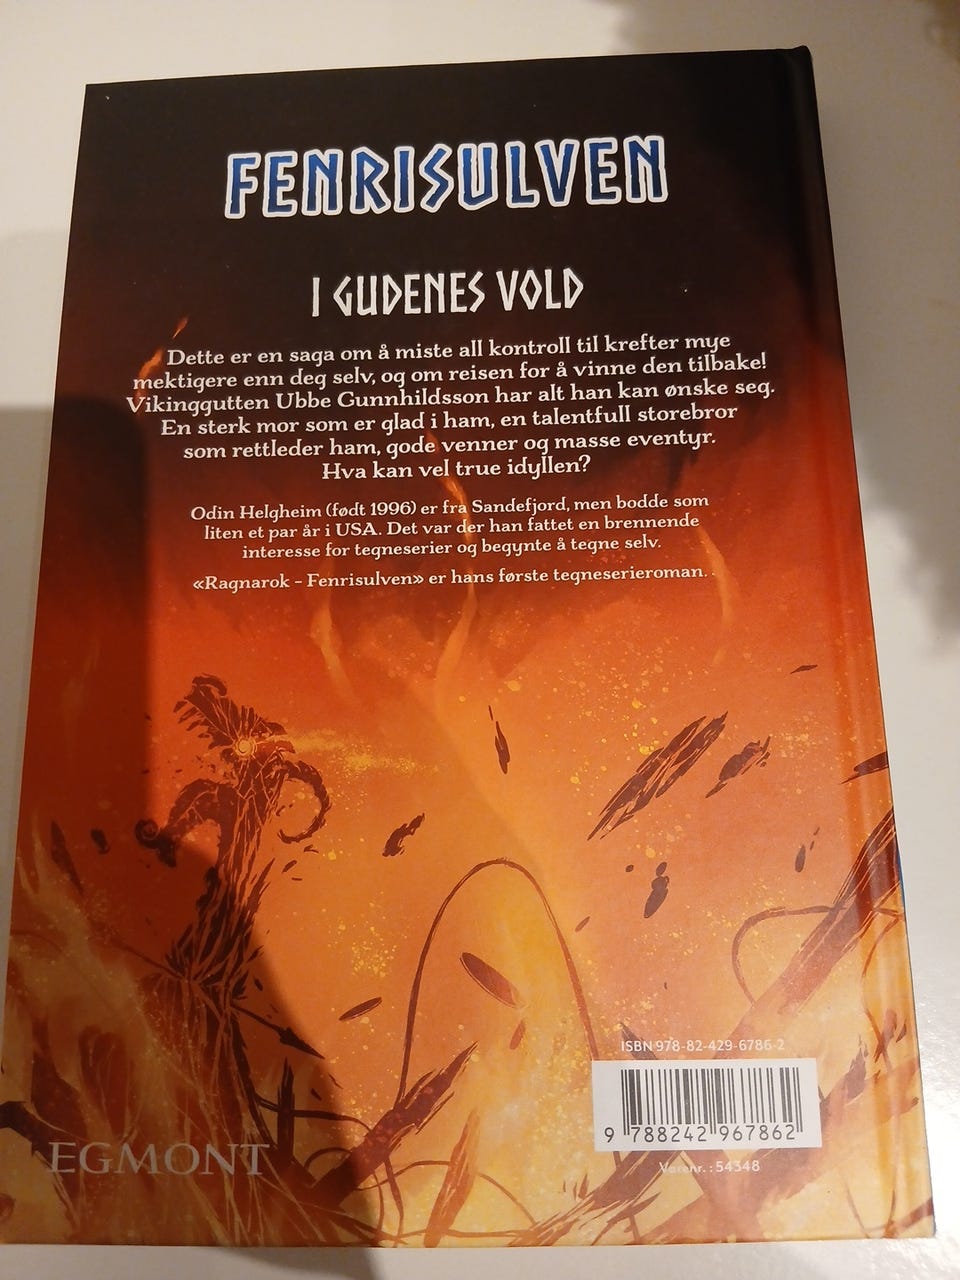 FENRISULVEN
I GUDENES VOLD
Dette er en saga om å miste all kontroll til krefter mye
mektigere enn deg selv, og om reisen for å vinne den tilbake!
Vikinggutten Ubbe Gunnhildsson har alt han kan ønske seg.
En sterk mor som er glad i ham, en talentfull storebror
som rettleder ham, gode venner og masse eventyr.
Hva kan vel true idyllen?
Odin Helgheim (født 1996) er fra Sandefjord, men bodde som
liten et par år i USA. Det var der han fattet en brennende
interesse for tegneserier og begynte å tegne selv.
«Ragnarok - Fenrisulven» er hans første tegneserieroman.
ISBN 978-82-429-6786-2
9 788242 967862
EGMONT
Varenr.: 54348